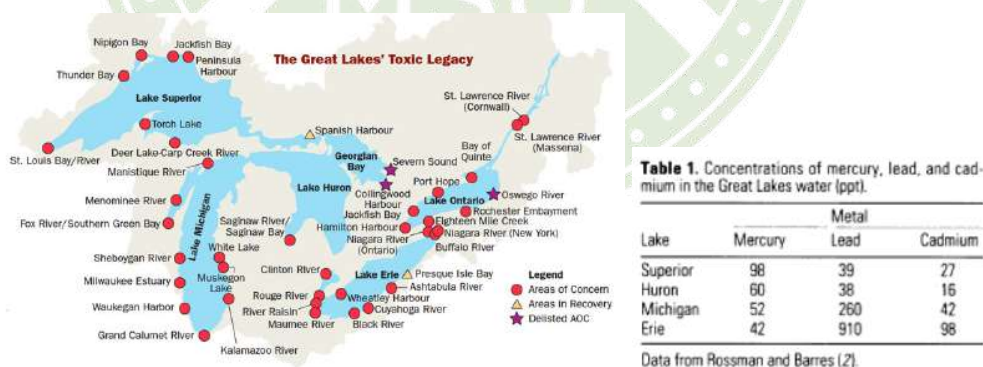 The Great Lakes' Toxic Legacy
Nipigon Bay
Jackfish Bay
Peninsula
Harbour
Thunder Bay
Lake Superior
Torch Lake
St. Louis Bay/River
Deer Lake-Carp Creek River
Manistique River
Spanish Harbour
Georgian
Bay
Severn Sound
Collingwood
Harbour
Lake Huron
St. Lawrence River
(Cornwall)
St. Lawrence River
(Massena)
Bay of
Quinte
Port Hope
Lake Ontario
Oswego River
Rochester Embayment
Jackfish Bay
Eighteen Mile Creek
Hamilton Harbour
Niagara River (New York)
Niagara River
(Ontario)
Buffalo River
Menominee River
Fox River/Southern Green Bay
Lake Michigan
Saginaw River/
Saginaw Bay
White Lake
Sheboygan River
Muskegon
Lake
Clinton River
Lake Erie
Presque Isle Bay
Ashtabula River
Milwaukee Estuary
Rouge River
Wheatley Harbour
Waukegan Harbor
River Raisin
Cuyahoga River
Maumee River
Black River
Grand Calumet River
Kalamazoo River
Legend
Areas of Concern
Areas in Recovery
Delisted AOC
Table 1. Concentrations of mercury, lead, and cad-
mium in the Great Lakes water (ppt).
Metal
Lake Mercury Lead Cadmium
Superior 98 39 27
Huron 60 38 16
Michigan 52 260 42
Erie 42 910 98
Data from Rossman and Barres (2).